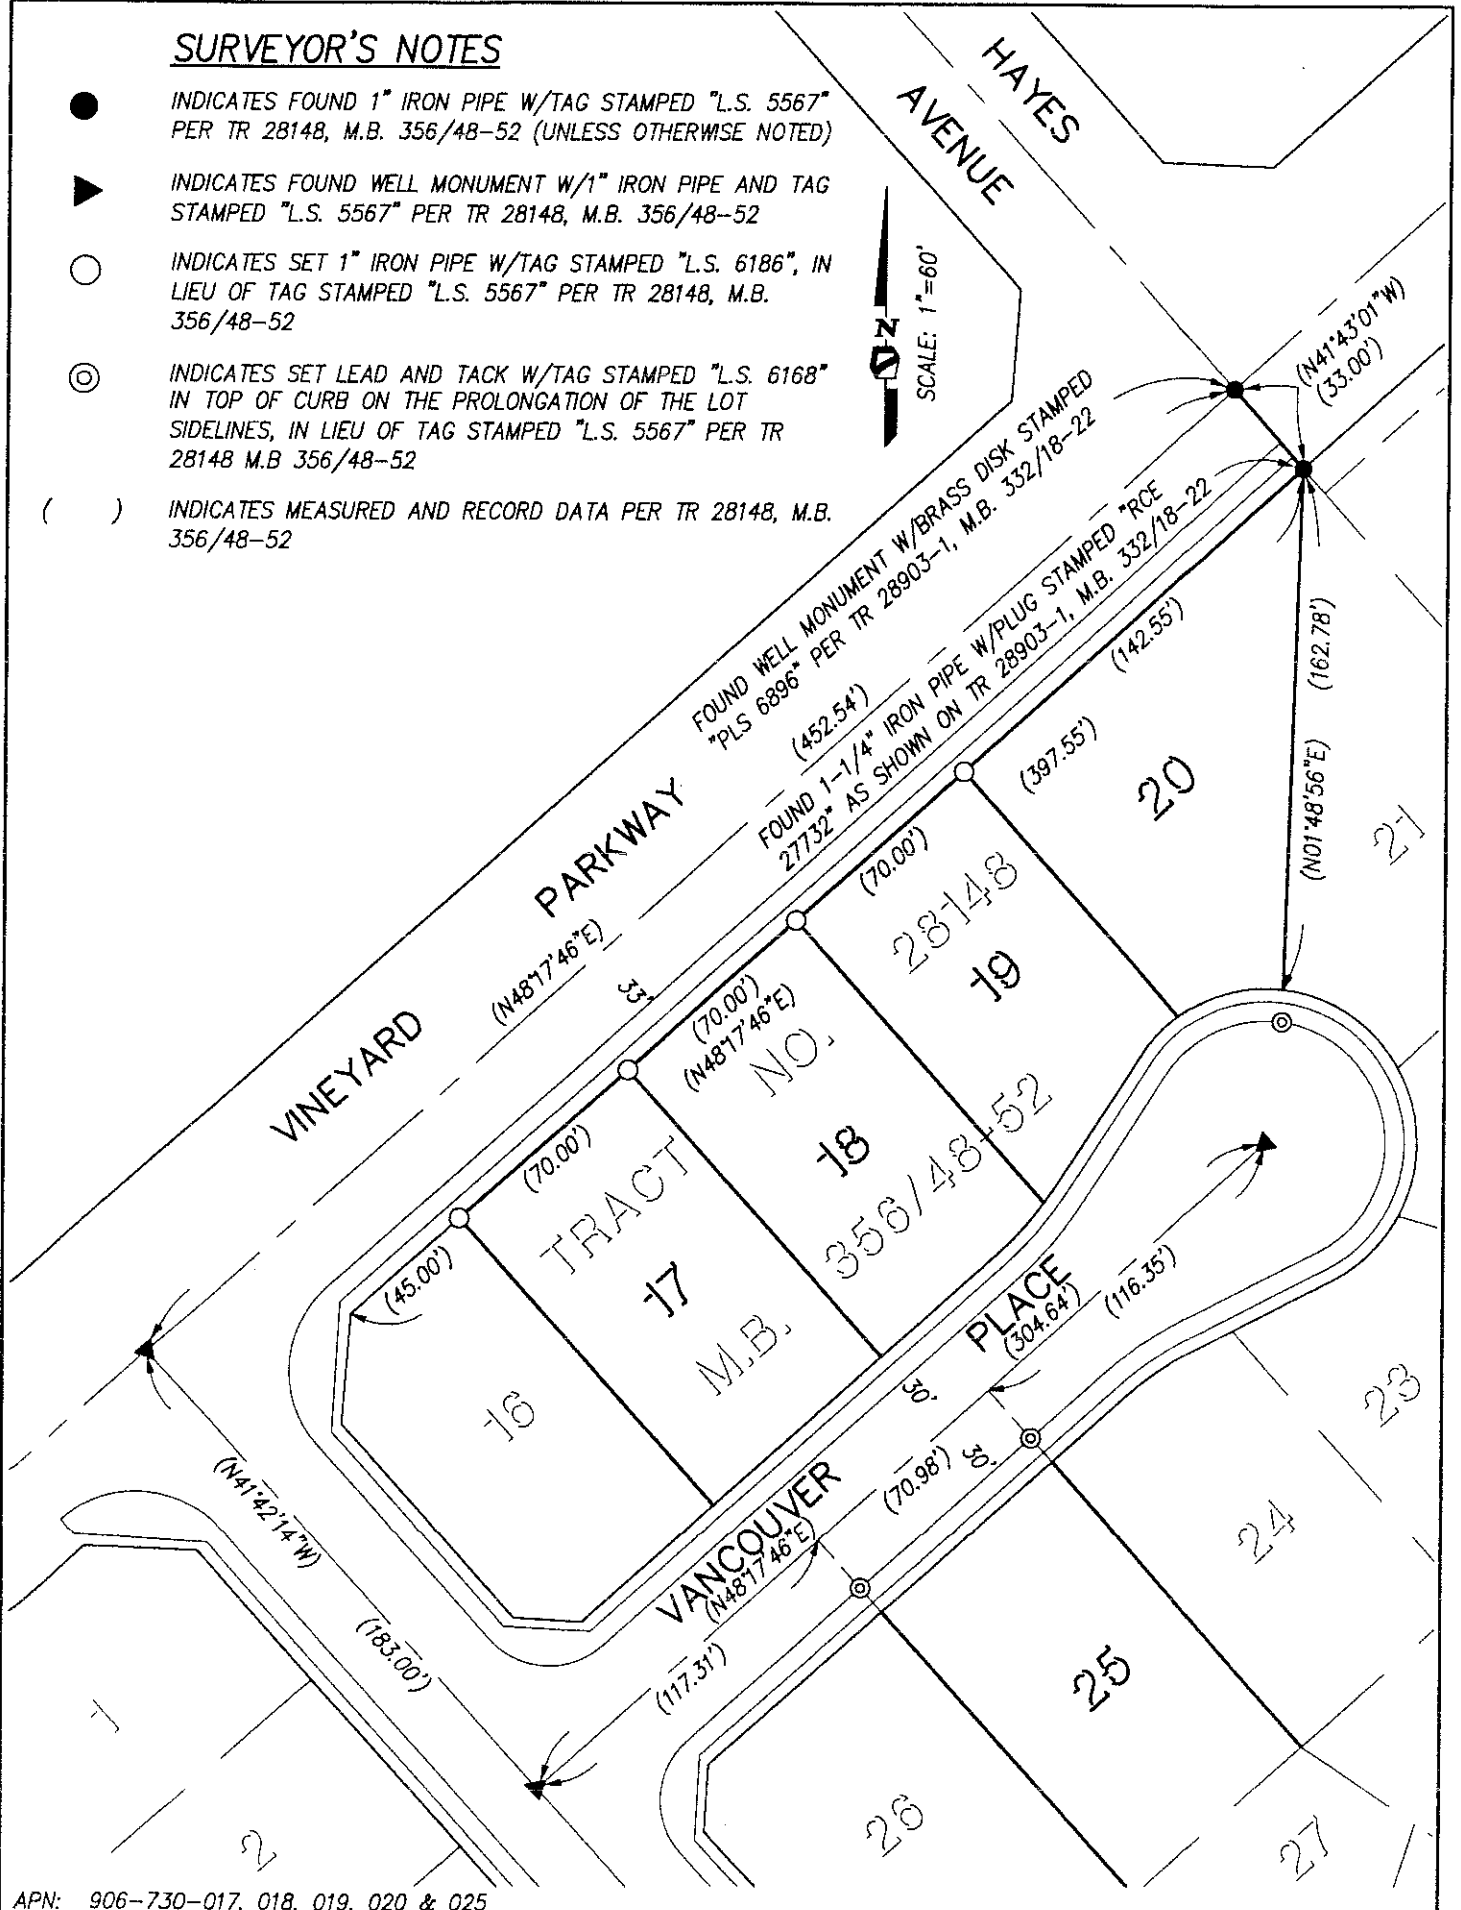 SURVEYOR'S NOTES
INDICATES FOUND 1" IRON PIPE W/TAG STAMPED "L.S. 5567"
PER TR 28148, M.B. 356/48-52 (UNLESS OTHERWISE NOTED)
INDICATES FOUND WELL MONUMENT W/1" IRON PIPE AND TAG
STAMPED "L.S. 5567" PER TR 28148, M.B. 356/48-52
INDICATES SET 1" IRON PIPE W/TAG STAMPED "L.S. 6186", IN
LIEU OF TAG STAMPED "L.S. 5567" PER TR 28148, M.B.
356/48-52
INDICATES SET LEAD AND TACK W/TAG STAMPED "L.S. 6168"
IN TOP OF CURB ON THE PROLONGATION OF THE LOT
SIDELINES, IN LIEU OF TAG STAMPED "L.S. 5567" PER TR
28148 M.B 356/48-52
( ) INDICATES MEASURED AND RECORD DATA PER TR 28148, M.B.
356/48-52
HAYES
AVENUE
N
SCALE: 1"=60'
(N41°43'01"W)
(33.00')
FOUND WELL MONUMENT W/BRASS DISK STAMPED
"PLS 6896" PER TR 28903-1, M.B. 332/18-22
(452.54')
FOUND 1-1/4" IRON PIPE W/PLUG STAMPED "RCE
27732" AS SHOWN ON TR 28903-1, M.B. 332/18-22
(142.55')
(397.55')
(162.78')
(N01°48'56"E)
20
21
VINEYARD PARKWAY
(N48°17'46"E)
33'
(70.00')
(70.00')
(N48°17'46"E)
(70.00')
(45.00')
28148
19
NO.
18
356/48-52
TRACT
17
M.B.
16
VANCOUVER PLACE
(304.64')
(116.35')
30'
30'
(70.98')
(N48°17'46"E)
(117.31')
(N41°42'14"W)
(183.00')
23
24
25
26
27
1
2
APN: 906-730-017, 018, 019, 020 & 025